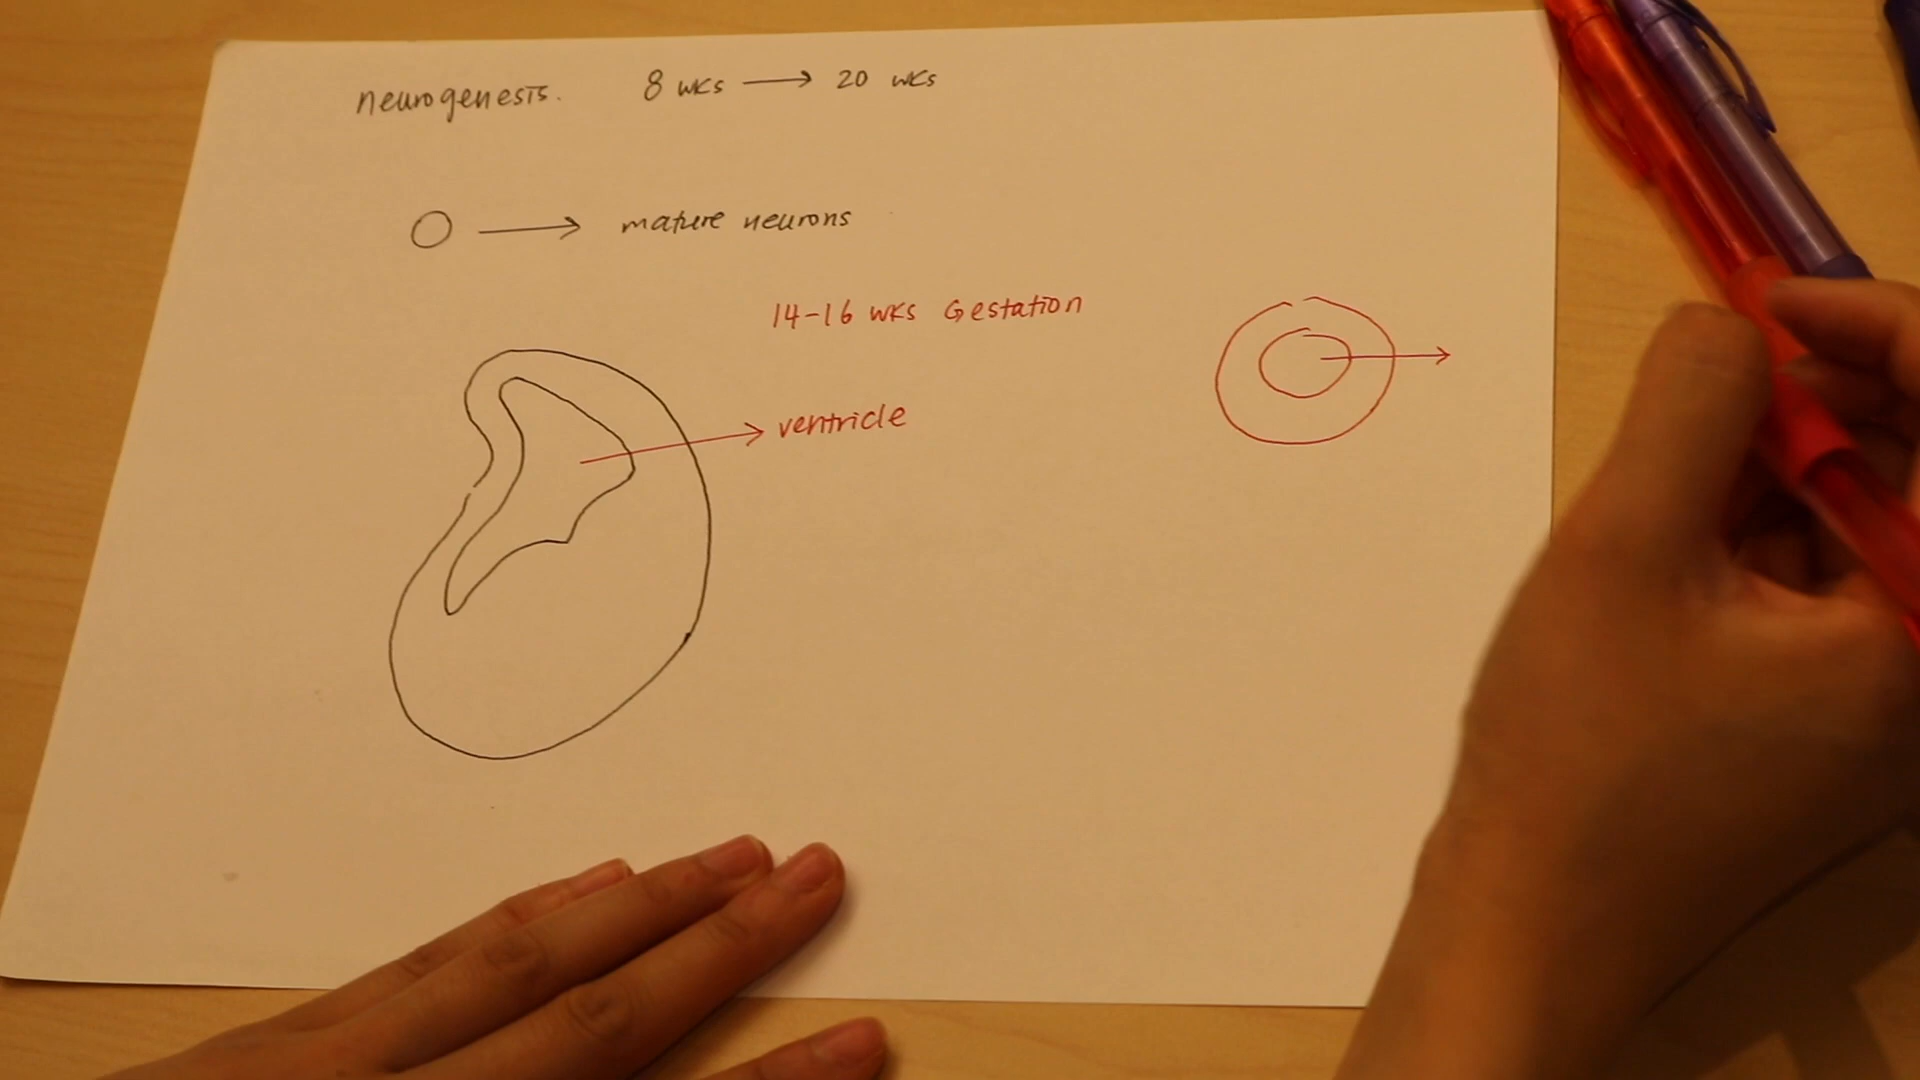 neurogenesis. 8 wks → 20 wks
→ mature neurons
14-16 wks Gestation
→ ventricle